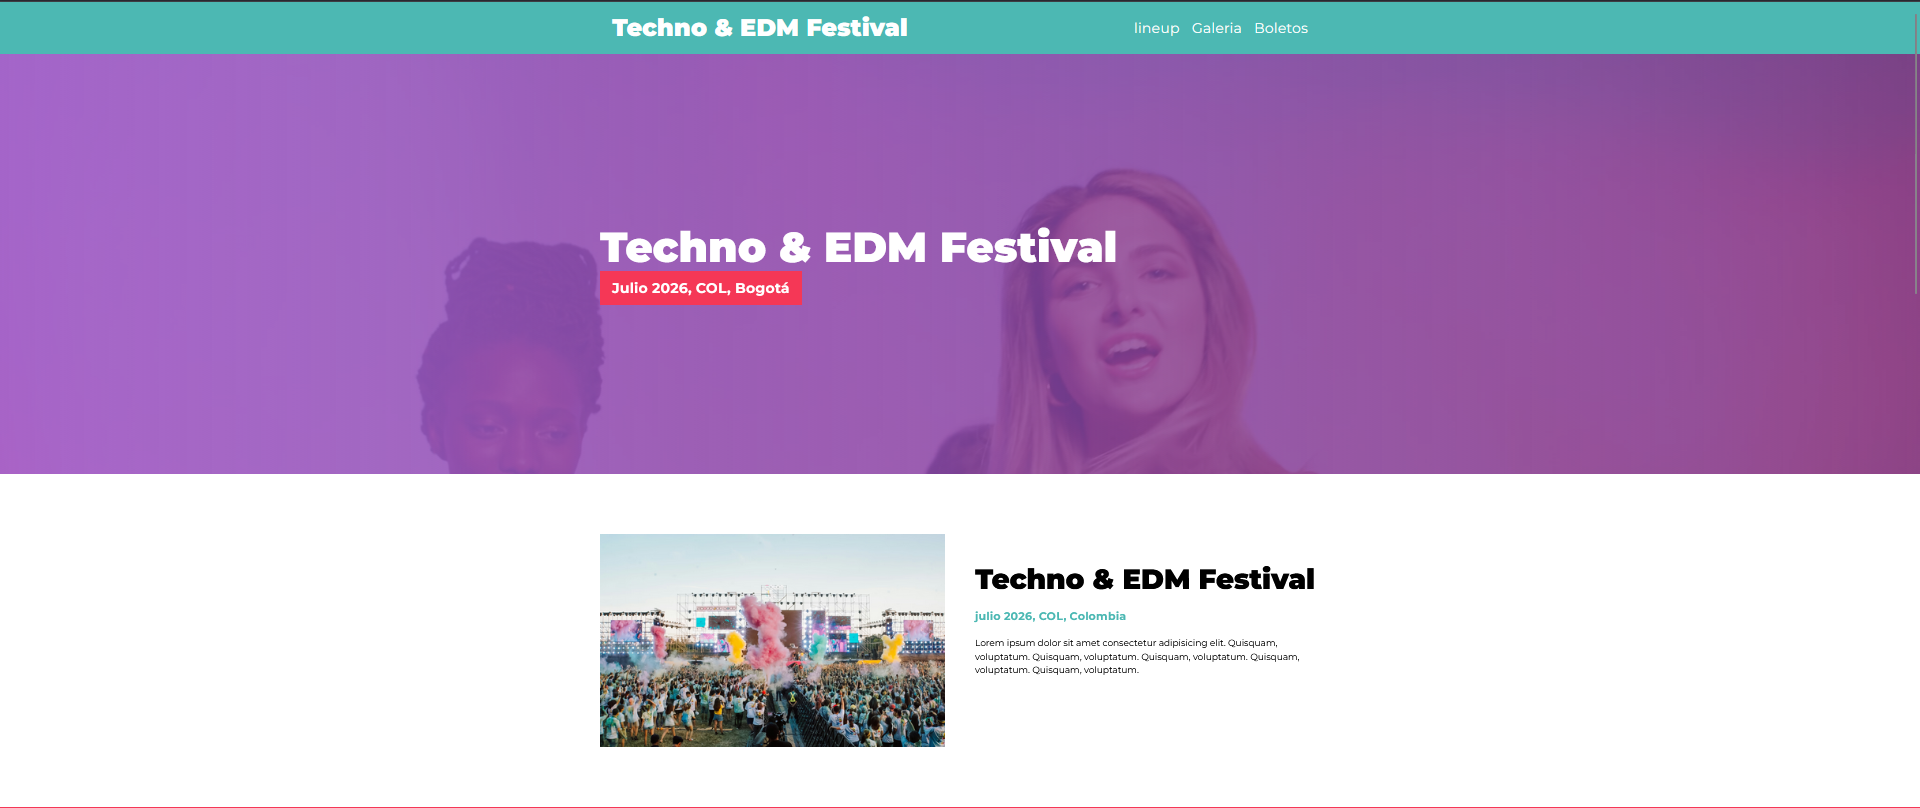 Techno & EDM Festival
lineup Galeria Boletos
Techno & EDM Festival
Julio 2026, COL, Bogotá
Techno & EDM Festival
julio 2026, COL, Colombia
Lorem ipsum dolor sit amet consectetur adipisicing elit. Quisquam,
voluptatum. Quisquam, voluptatum. Quisquam, voluptatum. Quisquam,
voluptatum. Quisquam, voluptatum.